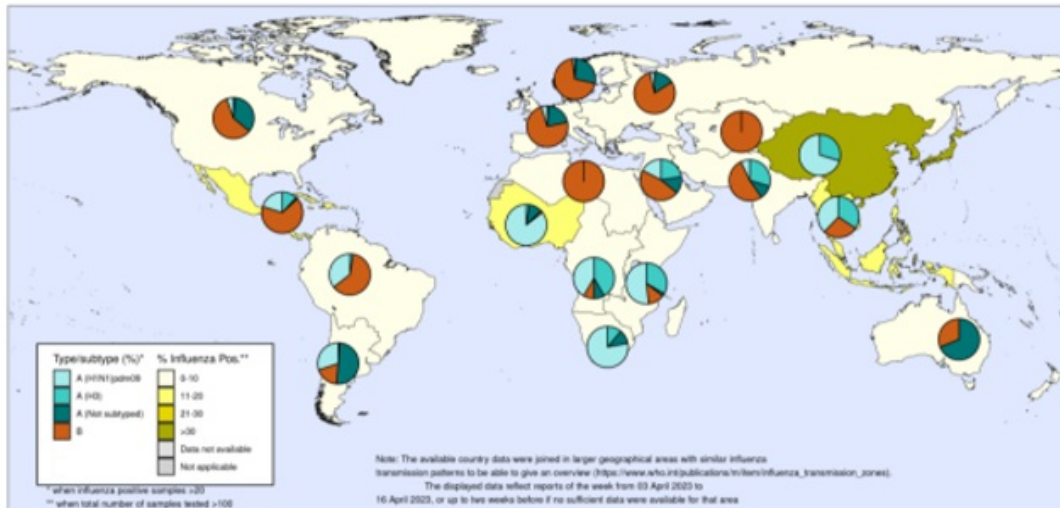 Type/subtype (%)*
A (H1N1)pdm09
A (H3)
A (Not subtyped)
B
% Influenza Pos.**
0-10
11-20
21-30
>30
Data not available
Not applicable
* when influenza positive samples >20
** when total number of samples tested >100
Note: The available country data were joined in larger geographical areas with similar influenza
transmission patterns to be able to give an overview (https://www.who.int/publications/m/item/influenza_transmission_zones).
The displayed data reflect reports of the week from 03 April 2023 to
16 April 2023, or up to two weeks before if no sufficient data were available for that area